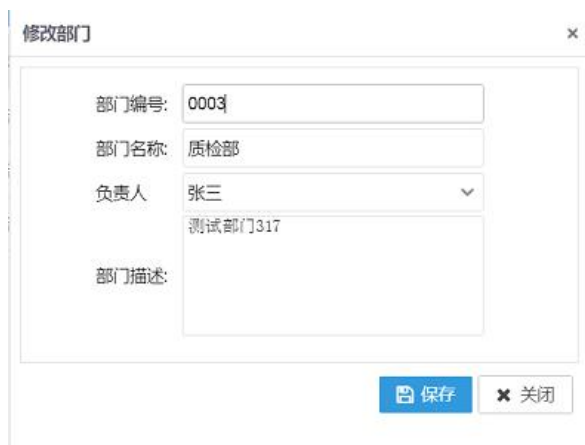 修改部门 ×
部门编号: 0003
部门名称: 质检部
负责人 张三
测试部门317
部门描述:
保存 关闭